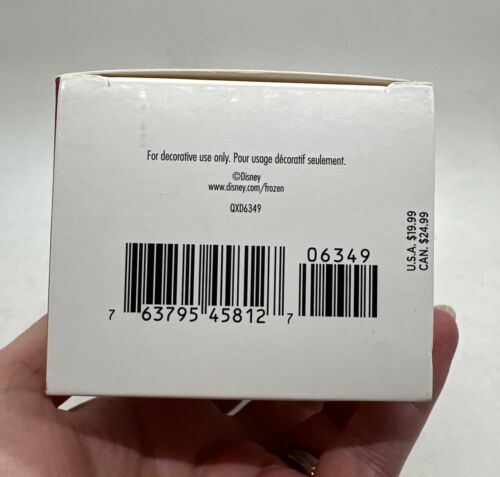 For decorative use only. Pour usage décoratif seulement.
©Disney
www.disney.com/frozen
QXD6349
U.S.A. $19.99
CAN. $24.99
06349
7 63795 45812 7